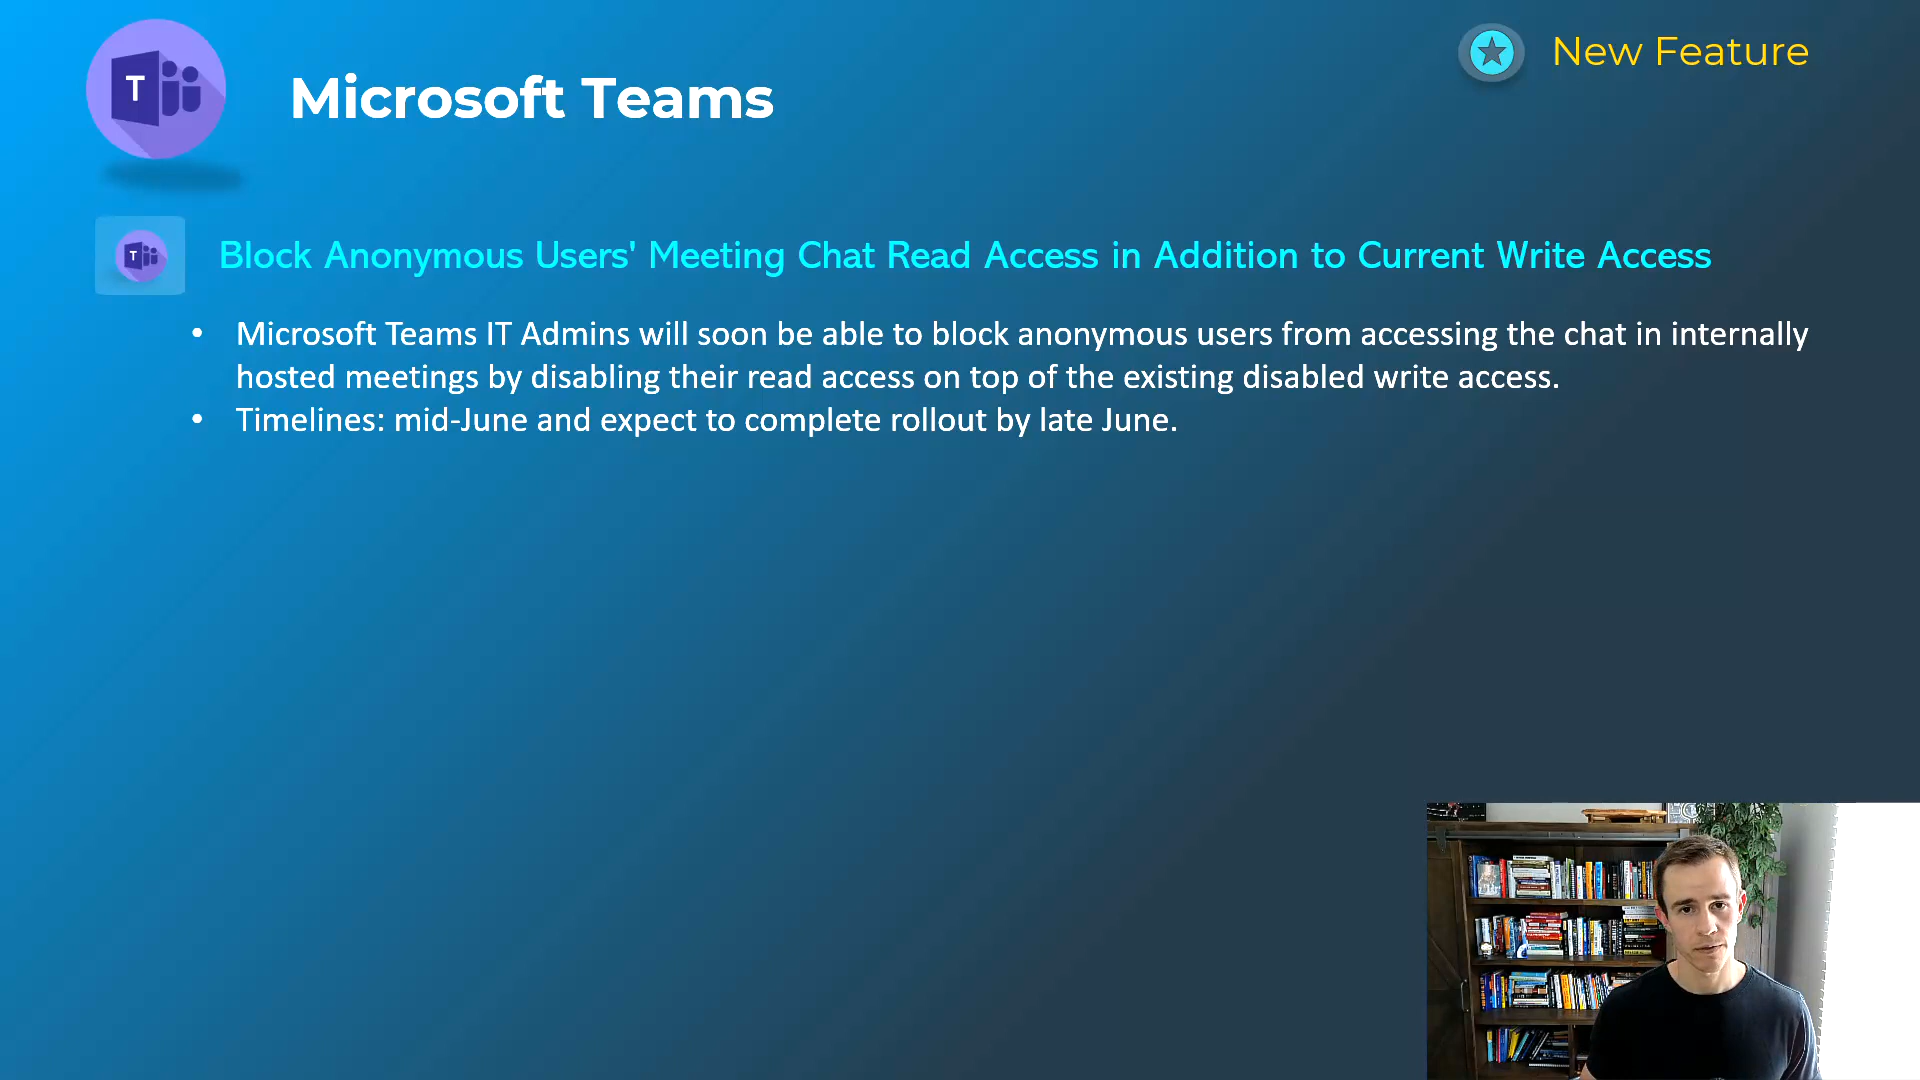 T
Microsoft Teams
New Feature
T
Block Anonymous Users' Meeting Chat Read Access in Addition to Current Write Access
• Microsoft Teams IT Admins will soon be able to block anonymous users from accessing the chat in internally
hosted meetings by disabling their read access on top of the existing disabled write access.
• Timelines: mid-June and expect to complete rollout by late June.